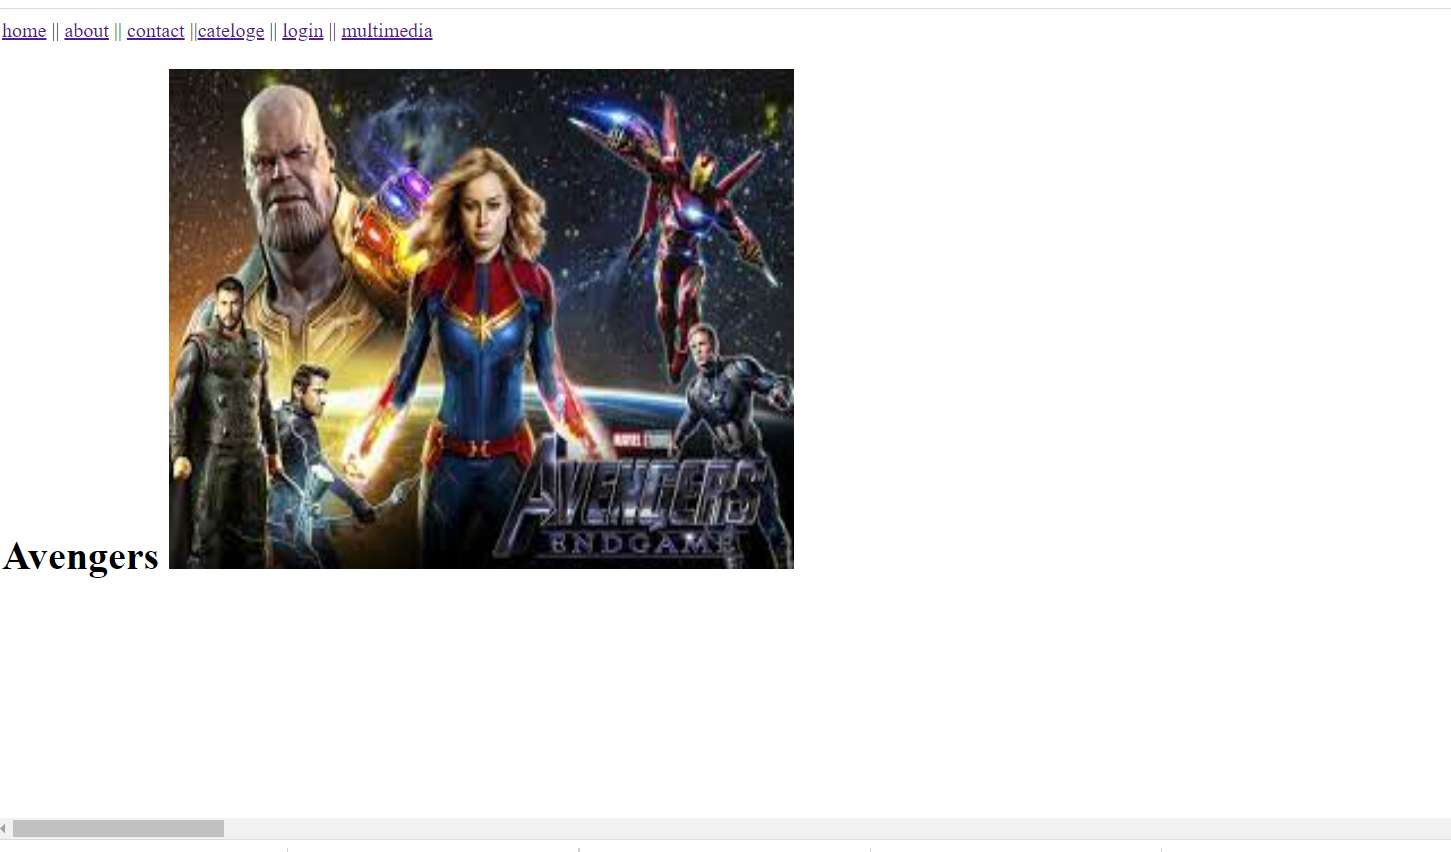 home || about || contact ||cateloge || login || multimedia
MARVEL STUDIOS
AVENGERS
ENDGAME
Avengers